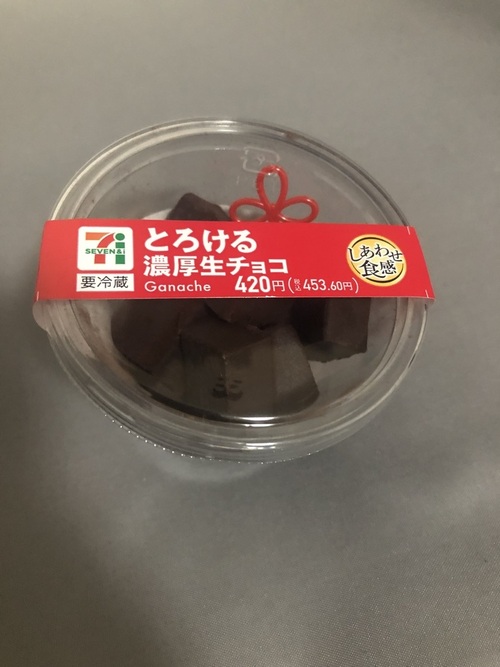 SEVEN&i
要冷蔵
とろける
濃厚生チョコ
Ganache 420円(税込453.60円)
しあわせ
食感